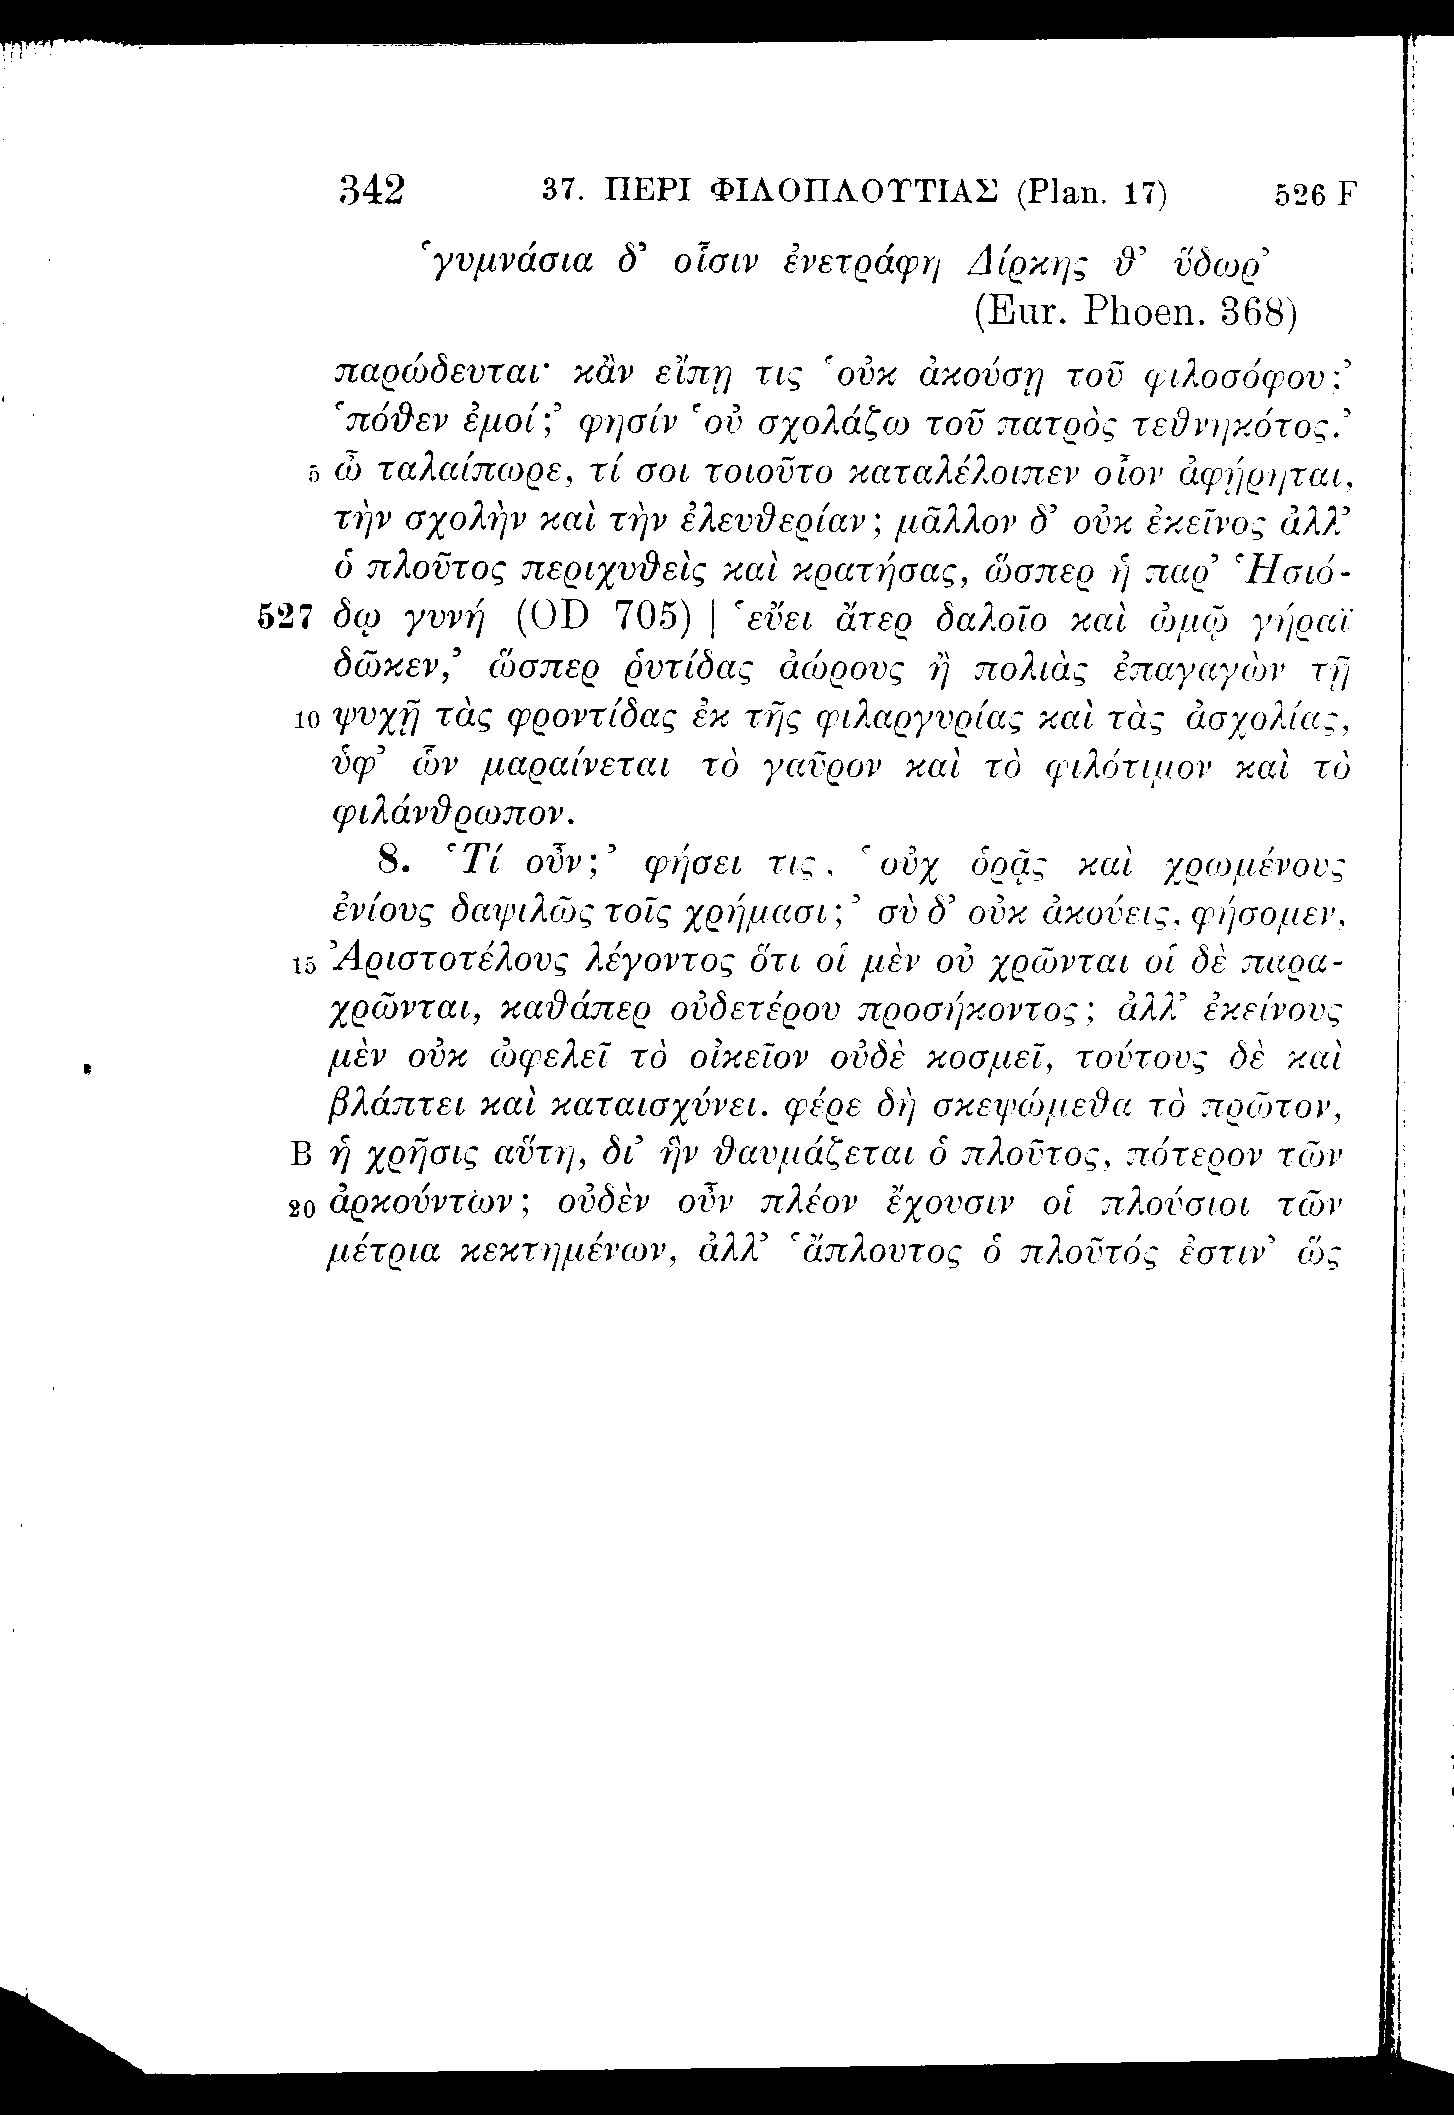 342 37. ΠΕΡΙ ΦΙΛΟΠΛΟΥΤΙΑΣ (Plan. 17) 526 F
‘γυμνάσια δ’ οἷσιν ἐνετράφη Δίρκης θ’ ὕδωρ’
(Eur. Phoen. 368)
παρώδευται· κἂν εἴπῃ τις ‘οὐκ ἀκούσῃ τοῦ φιλοσόφου;’
‘πόθεν ἐμοί;’ φησίν ‘οὐ σχολάζω τοῦ πατρὸς τεθνηκότος.’
5 ὦ ταλαίπωρε, τί σοι τοιοῦτο καταλέλοιπεν οἷον ἀφῄρηται,
τὴν σχολὴν καὶ τὴν ἐλευθερίαν; μᾶλλον δ’ οὐκ ἐκεῖνος ἀλλ’
ὁ πλοῦτος περιχυθεὶς καὶ κρατήσας, ὥσπερ ἡ παρ’ Ἡσιό-
527 δῳ γυνή (OD 705) | ‘εὕει ἄτερ δαλοῖο καὶ ὠμῷ γήραϊ
δῶκεν,’ ὥσπερ ῥυτίδας ἀώρους ἢ πολιὰς ἐπαγαγὼν τῇ
10 ψυχῇ τὰς φροντίδας ἐκ τῆς φιλαργυρίας καὶ τὰς ἀσχολίας,
ὑφ’ ὧν μαραίνεται τὸ γαῦρον καὶ τὸ φιλότιμον καὶ τὸ
φιλάνθρωπον.
8. ‘Τί οὖν;’ φήσει τις, ‘οὐχ ὁρᾷς καὶ χρωμένους
ἐνίους δαψιλῶς τοῖς χρήμασι;’ σὺ δ’ οὐκ ἀκούεις, φήσομεν,
15 Ἀριστοτέλους λέγοντος ὅτι οἱ μὲν οὐ χρῶνται οἱ δὲ παρα-
χρῶνται, καθάπερ οὐδετέρου προσήκοντος; ἀλλ’ ἐκείνους
μὲν οὐκ ὠφελεῖ τὸ οἰκεῖον οὐδὲ κοσμεῖ, τούτους δὲ καὶ
βλάπτει καὶ καταισχύνει. φέρε δὴ σκεψώμεθα τὸ πρῶτον,
B ἡ χρῆσις αὕτη, δι’ ἣν θαυμάζεται ὁ πλοῦτος, πότερον τῶν
20 ἀρκούντων; οὐδὲν οὖν πλέον ἔχουσιν οἱ πλούσιοι τῶν
μέτρια κεκτημένων, ἀλλ’ ‘ἄπλουτος ὁ πλοῦτός ἐστιν’ ὥς